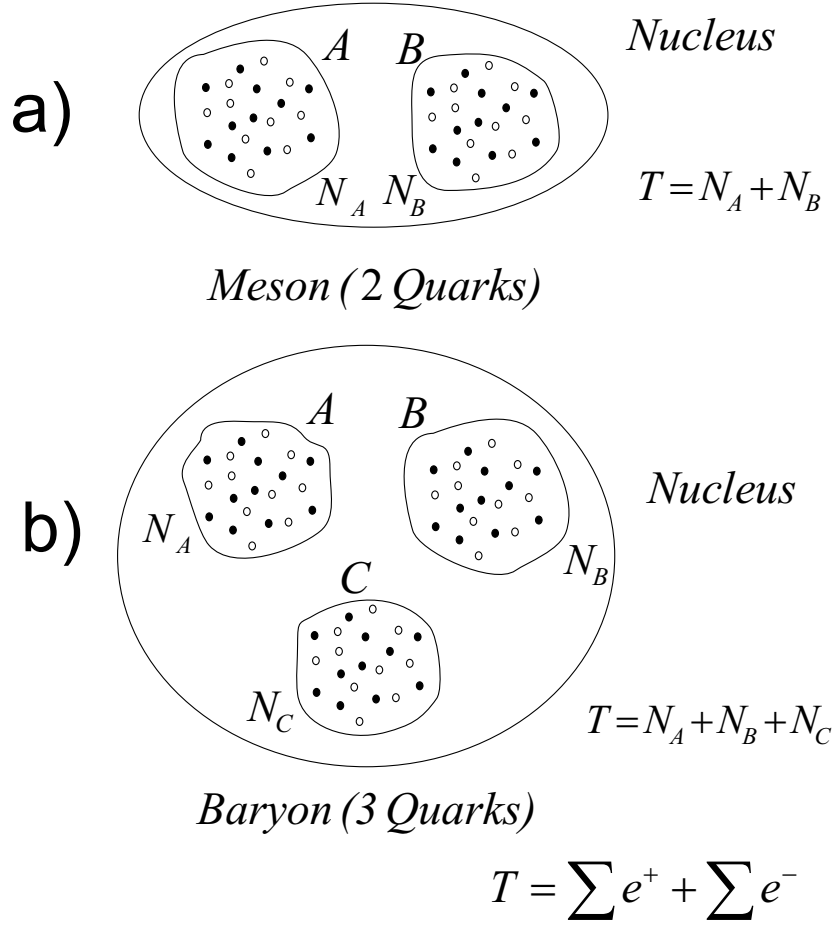 a)
A B Nucleus
N_A N_B
T = N_A + N_B
Meson (2 Quarks)
b)
A B
Nucleus
N_A N_B
C
N_C
T = N_A + N_B + N_C
Baryon (3 Quarks)
T = ∑ e⁺ + ∑ e⁻